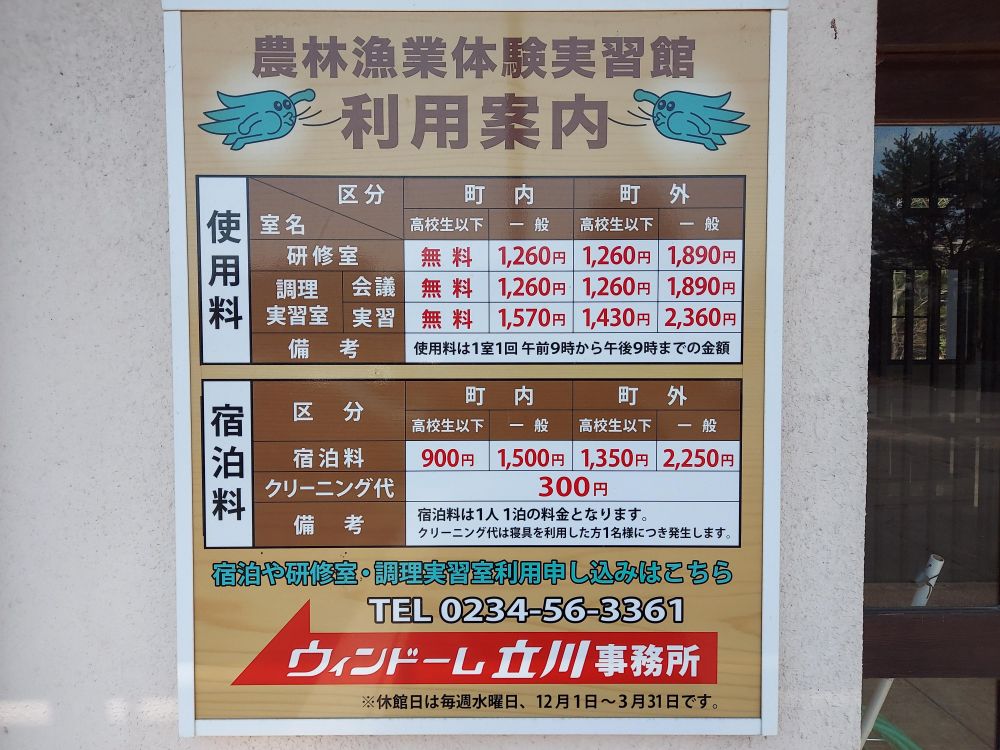 農林漁業体験実習館
利用案内
使用料
区分 町内 町外
室名 高校生以下 一般 高校生以下 一般
研修室 無料 1,260円 1,260円 1,890円
調理実習室 会議 無料 1,260円 1,260円 1,890円
実習 無料 1,570円 1,430円 2,360円
備考 使用料は1室1回 午前9時から午後9時までの金額
宿泊料
区分 町内 町外
高校生以下 一般 高校生以下 一般
宿泊料 900円 1,500円 1,350円 2,250円
クリーニング代 300円
備考 宿泊料は1人1泊の料金となります。
クリーニング代は寝具を利用した方1名様につき発生します。
宿泊や研修室・調理実習室利用申し込みはこちら
TEL 0234-56-3361
ウィンドーム立川 事務所
※休館日は毎週水曜日、12月1日～3月31日です。